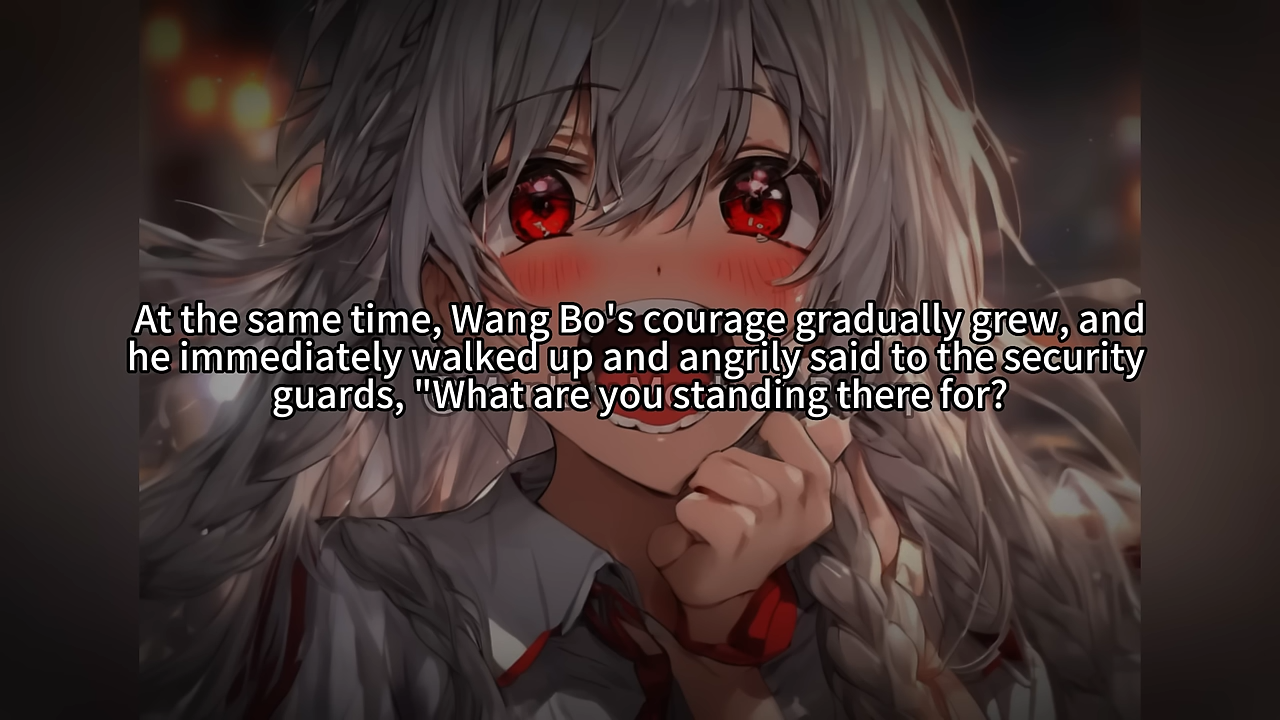 At the same time, Wang Bo's courage gradually grew, and
he immediately walked up and angrily said to the security
guards, "What are you standing there for?